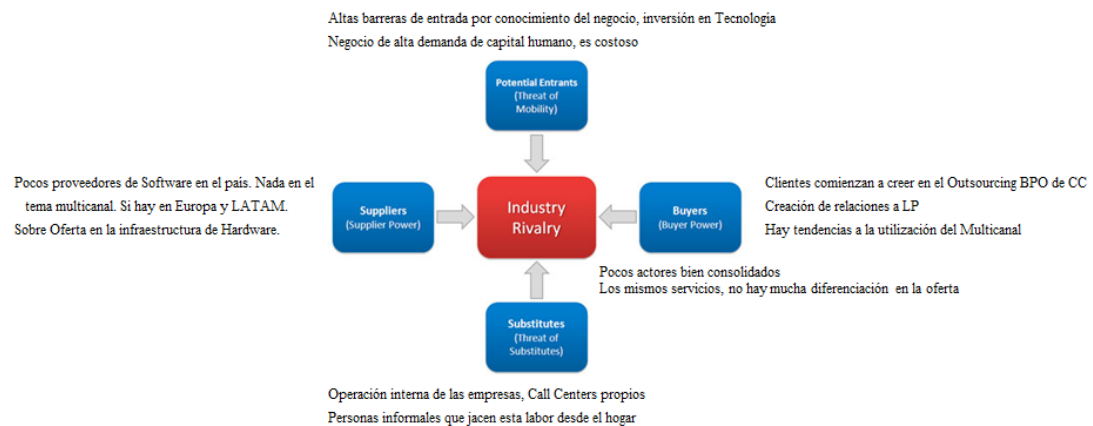 Altas barreras de entrada por conocimiento del negocio, inversión en Tecnologia
Negocio de alta demanda de capital humano, es costoso
Potential Entrants
(Threat of
Mobility)
Pocos proveedores de Software en el país. Nada en el
tema multicanal. Si hay en Europa y LATAM.
Sobre Oferta en la infraestructura de Hardware.
Suppliers
(Supplier Power)
Industry
Rivalry
Buyers
(Buyer Power)
Clientes comienzan a creer en el Outsourcing BPO de CC
Creación de relaciones a LP
Hay tendencias a la utilización del Multicanal
Pocos actores bien consolidados
Los mismos servicios, no hay mucha diferenciación en la oferta
Substitutes
(Threat of
Substitutes)
Operación interna de las empresas, Call Centers propios
Personas informales que jacen esta labor desde el hogar